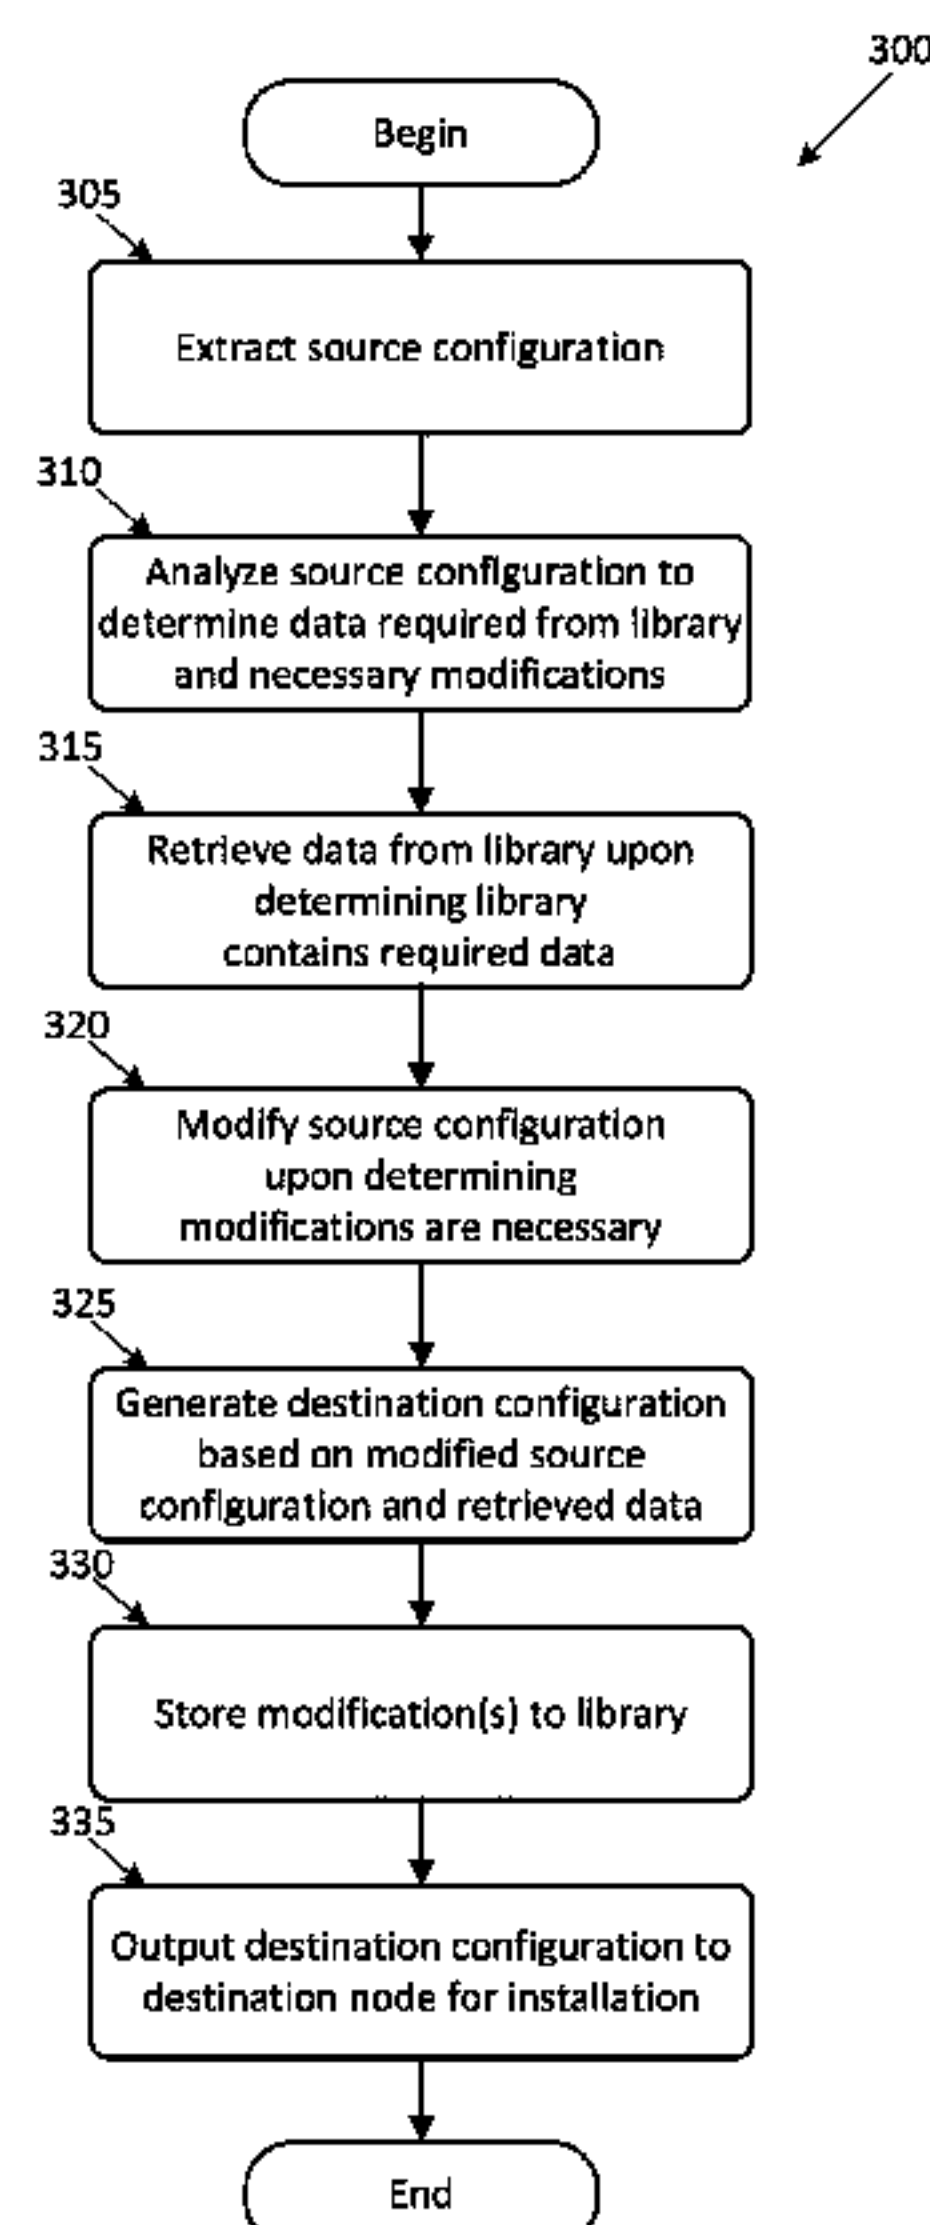 300
Begin
305
Extract source configuration
310
Analyze source configuration to
determine data required from library
and necessary modifications
315
Retrieve data from library upon
determining library
contains required data
320
Modify source configuration
upon determining
modifications are necessary
325
Generate destination configuration
based on modified source
configuration and retrieved data
330
Store modification(s) to library
335
Output destination configuration to
destination node for installation
End